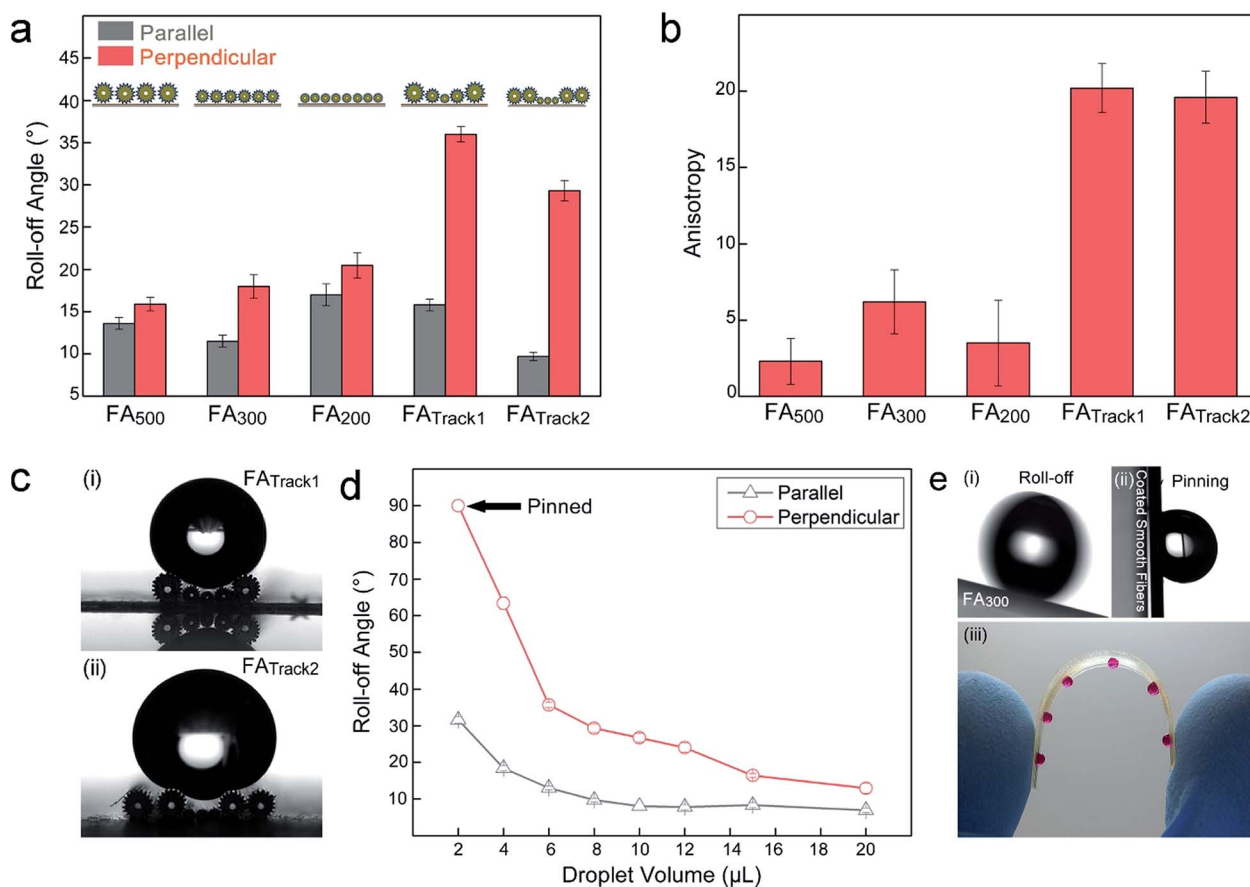 a
Parallel
Perpendicular
Roll-off Angle (°)
45
40
35
30
25
20
15
10
5
FA500
FA300
FA200
FATrack1
FATrack2
b
Anisotropy
20
15
10
5
0
FA500
FA300
FA200
FATrack1
FATrack2
c
(i)
FATrack1
(ii)
FATrack2
d
Pinned
Parallel
Perpendicular
Roll-off Angle (°)
90
80
70
60
50
40
30
20
10
2 4 6 8 10 12 14 16 18 20
Droplet Volume (µL)
e
(i)
Roll-off
FA300
(ii)
Pinning
Coated Smooth Fibers
(iii)